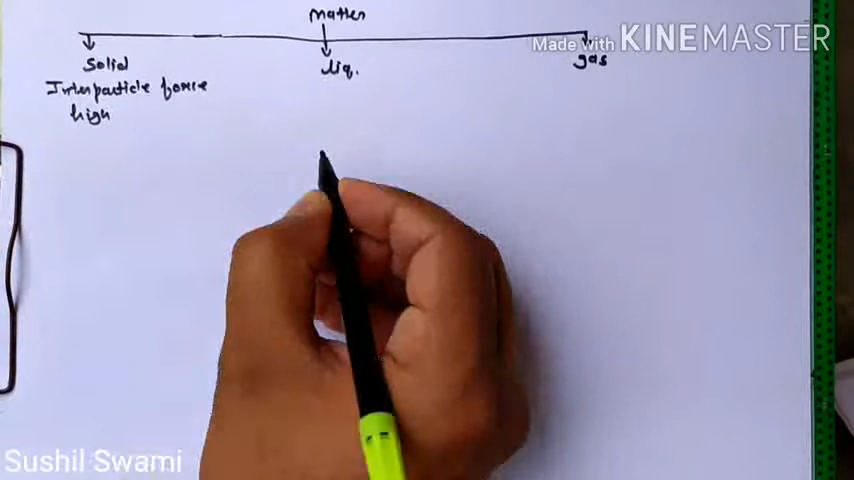 matter
Made with KINEMASTER
Solid
liq.
gas
Interparticle force
high
Sushil Swami